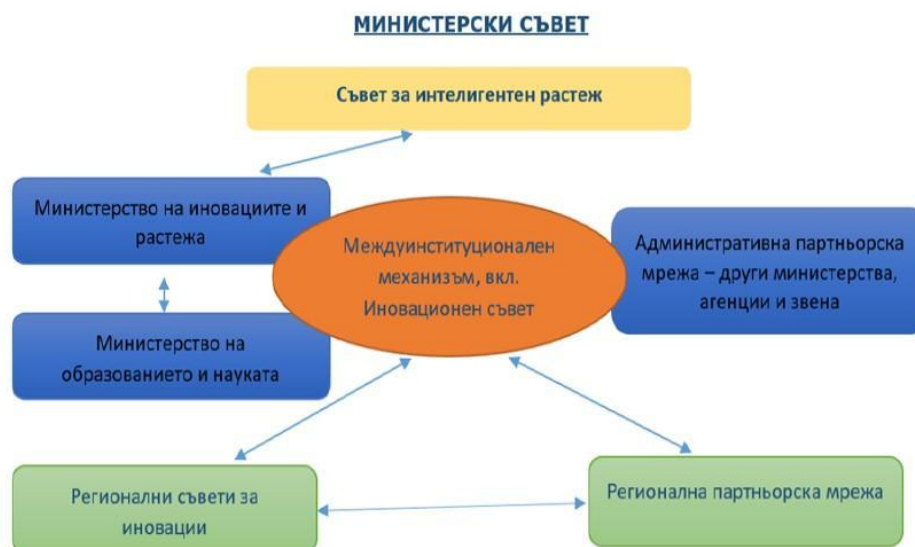 МИНИСТЕРСКИ СЪВЕТ
Съвет за интелигентен растеж
Министерство на иновациите и
растежа
Междуинституционален
механизъм, вкл.
Иновационен съвет
Административна партньорска
мрежа – други министерства,
агенции и звена
Министерство на
образованието и науката
Регионални съвети за
иновации
Регионална партньорска мрежа